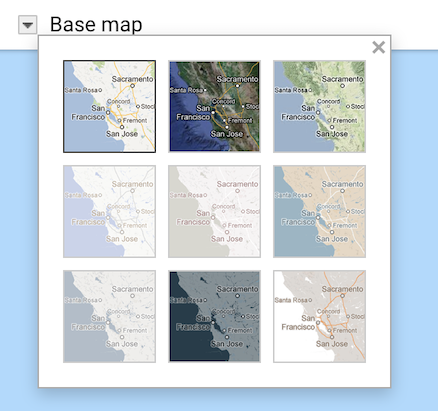 Base map
Sacramento
Santa Rosa
Concord
Stoc
San
Francisco
Fremont
San Jose
Sacramento
Santa Rosa
Concord
Stoc
San
Francisco
Fremont
San Jose
Sacramento
Santa Rosa
Concord
Stoc
San
Francisco
Fremont
San Jose
Sacramento
Santa Rosa
Concord
Stoc
San
Francisco
Fremont
San Jose
Sacramento
Santa Rosa
Concord
Stoc
San
Francisco
Fremont
San Jose
Sacramento
Santa Rosa
Concord
Stoc
San
Francisco
Fremont
San Jose
Sacramento
Santa Rosa
Concord
Stoc
San
Francisco
Fremont
San Jose
Sacramento
Santa Rosa
Concord
Stoc
San
Francisco
Fremont
San Jose
Sacramento
Santa Rosa
Concord
Stoc
San
Francisco
Fremont
San Jose